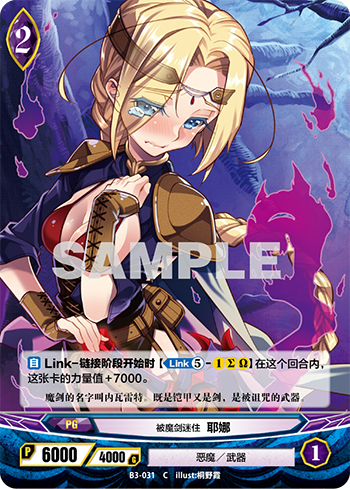 2
SAMPLE
自 Link-链接阶段开始时【Link 5 - 1 Σ Ω】在这个回合内，
这张卡的力量值+7000。
魔剑的名字叫内瓦雷特。既是铠甲又是剑，是被诅咒的武器。
PG
被魔剑迷住 耶娜
P 6000 / 4000 G
恶魔／武器
1
B3-031 C illust:桐野霞